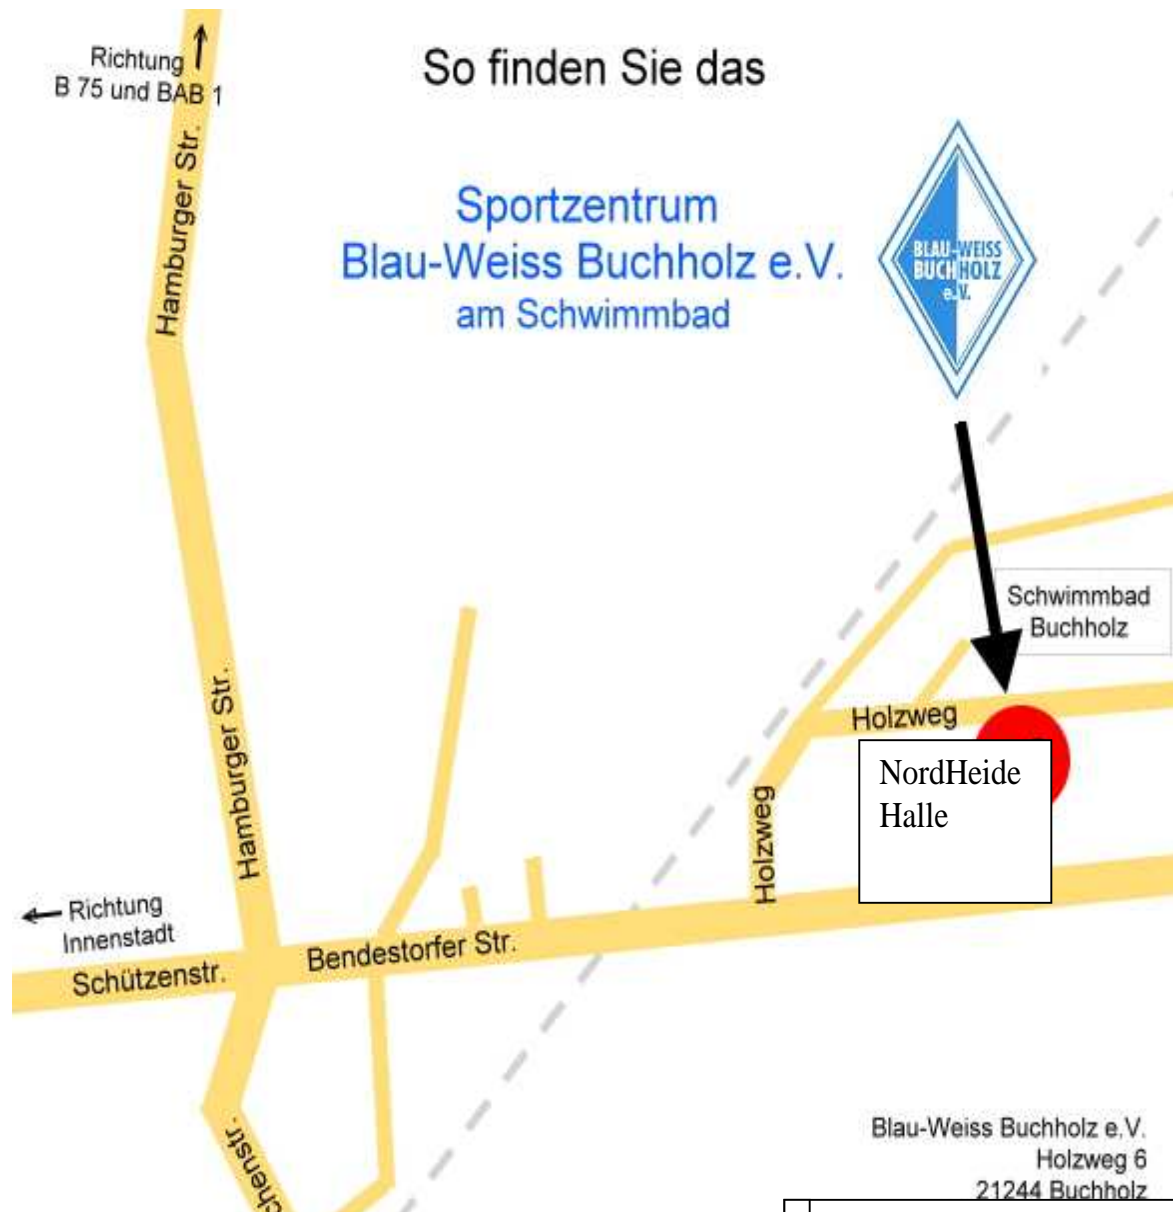 Richtung
B 75 und BAB 1
So finden Sie das
Sportzentrum
Blau-Weiss Buchholz e.V.
am Schwimmbad
BLAU-WEISS
BUCHHOLZ
e.V.
Hamburger Str.
Schwimmbad
Buchholz
Hamburger Str.
Holzweg
NordHeide
Halle
Holzweg
Richtung
Innenstadt
Schützenstr.
Bendestorfer Str.
chenstr.
Blau-Weiss Buchholz e.V.
Holzweg 6
21244 Buchholz